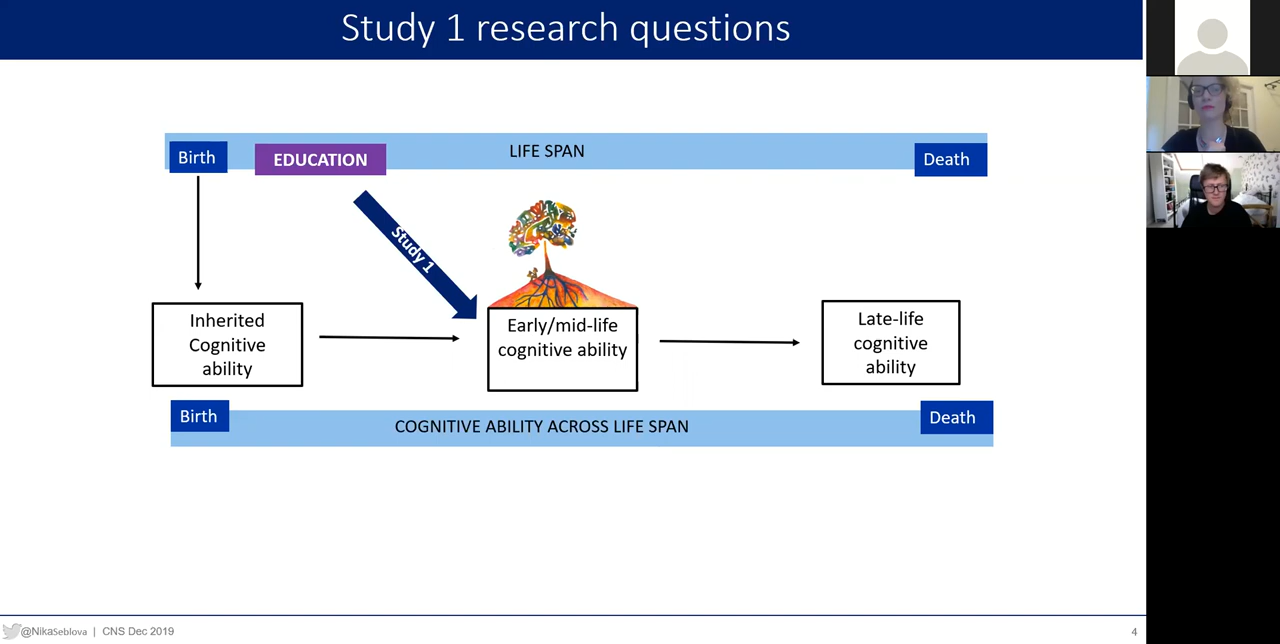 Study 1 research questions
Birth
EDUCATION
LIFE SPAN
Death
Study 1
Inherited
Cognitive
ability
Early/mid-life
cognitive ability
Late-life
cognitive
ability
Birth
COGNITIVE ABILITY ACROSS LIFE SPAN
Death
@NikaSeblova | CNS Dec 2019
4